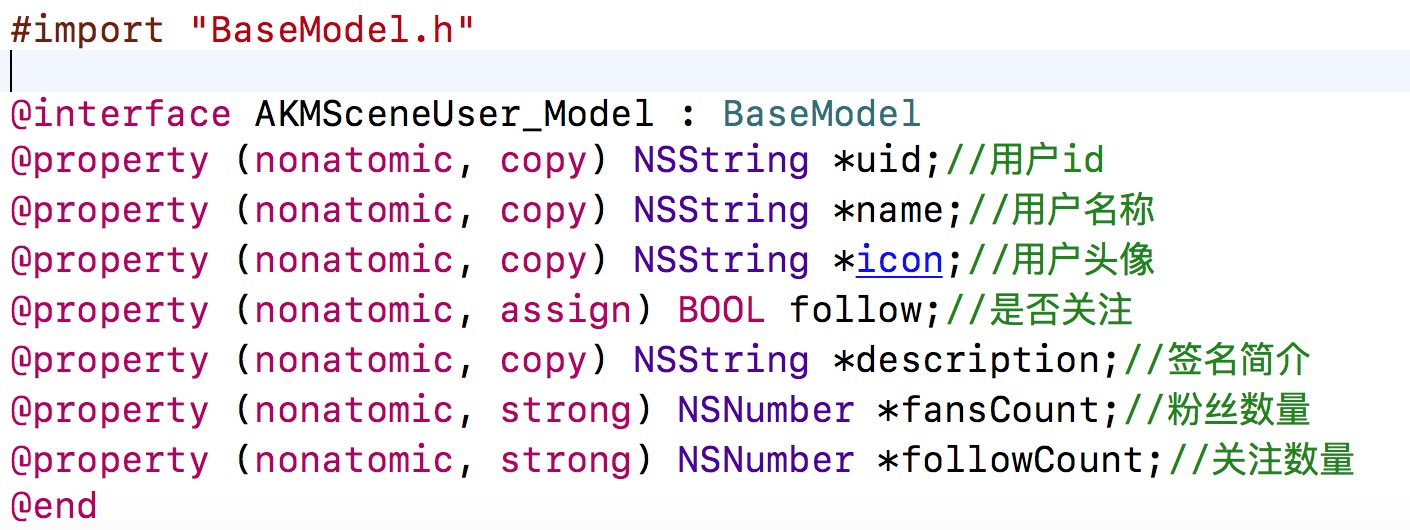 #import "BaseModel.h"
@interface AKMSceneUser_Model : BaseModel
@property (nonatomic, copy) NSString *uid;//用户id
@property (nonatomic, copy) NSString *name;//用户名称
@property (nonatomic, copy) NSString *icon;//用户头像
@property (nonatomic, assign) BOOL follow;//是否关注
@property (nonatomic, copy) NSString *description;//签名简介
@property (nonatomic, strong) NSNumber *fansCount;//粉丝数量
@property (nonatomic, strong) NSNumber *followCount;//关注数量
@end